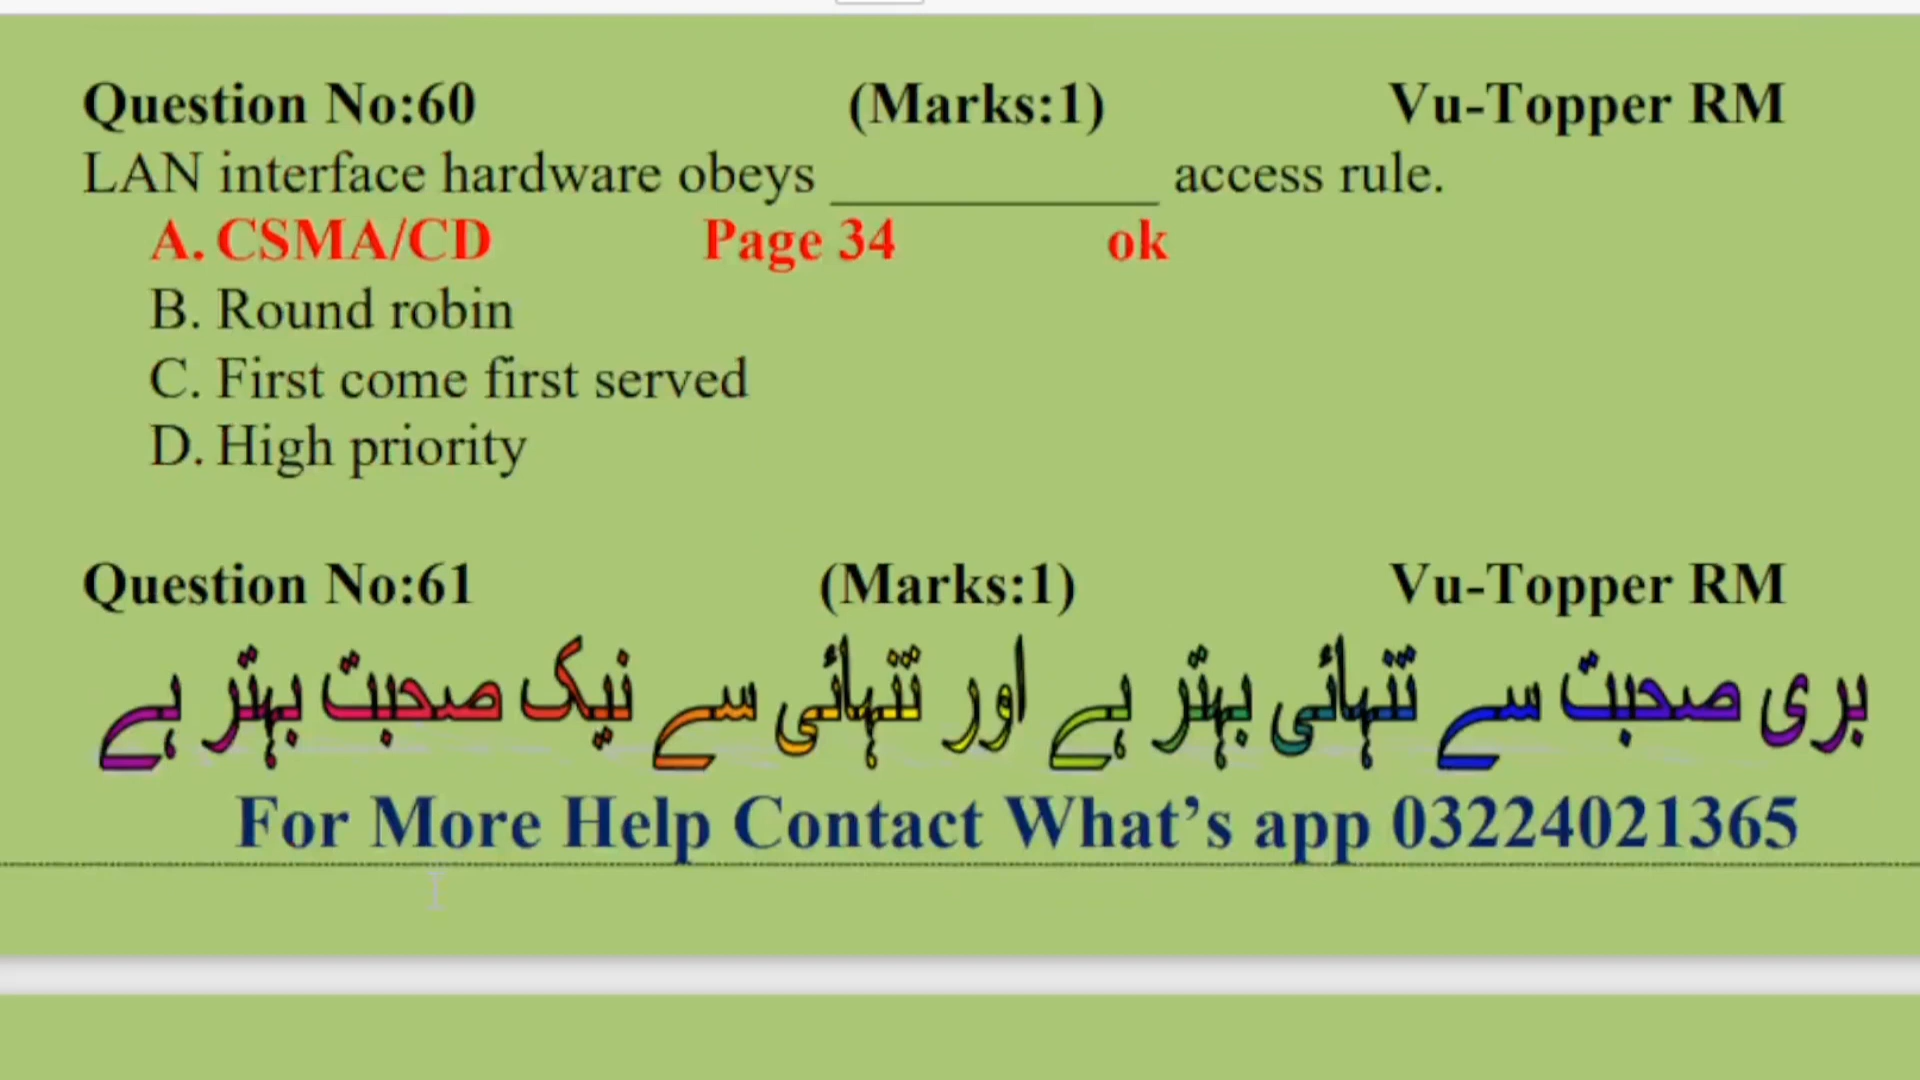 Question No:60 (Marks:1) Vu-Topper RM
LAN interface hardware obeys ____________ access rule.
A. CSMA/CD Page 34 ok
B. Round robin
C. First come first served
D. High priority
Question No:61 (Marks:1) Vu-Topper RM
بری صحبت سے تنہائی بہتر ہے اور تنہائی سے نیک صحبت بہتر ہے
For More Help Contact What’s app 03224021365